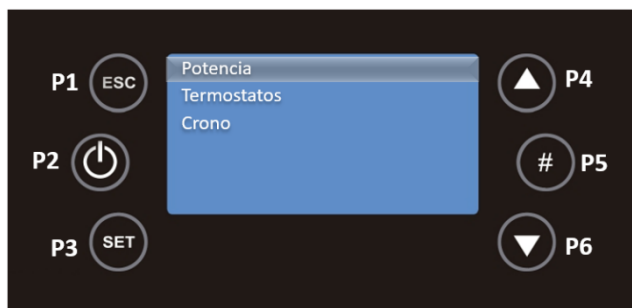 P1 ESC
P2
P3 SET
Potencia
Termostatos
Crono
P4
# P5
P6